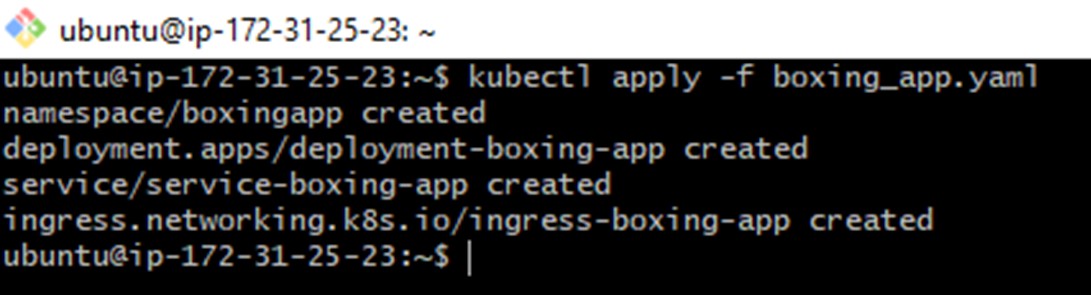 ubuntu@ip-172-31-25-23: ~
ubuntu@ip-172-31-25-23:~$ kubectl apply -f boxing_app.yaml
namespace/boxingapp created
deployment.apps/deployment-boxing-app created
service/service-boxing-app created
ingress.networking.k8s.io/ingress-boxing-app created
ubuntu@ip-172-31-25-23:~$